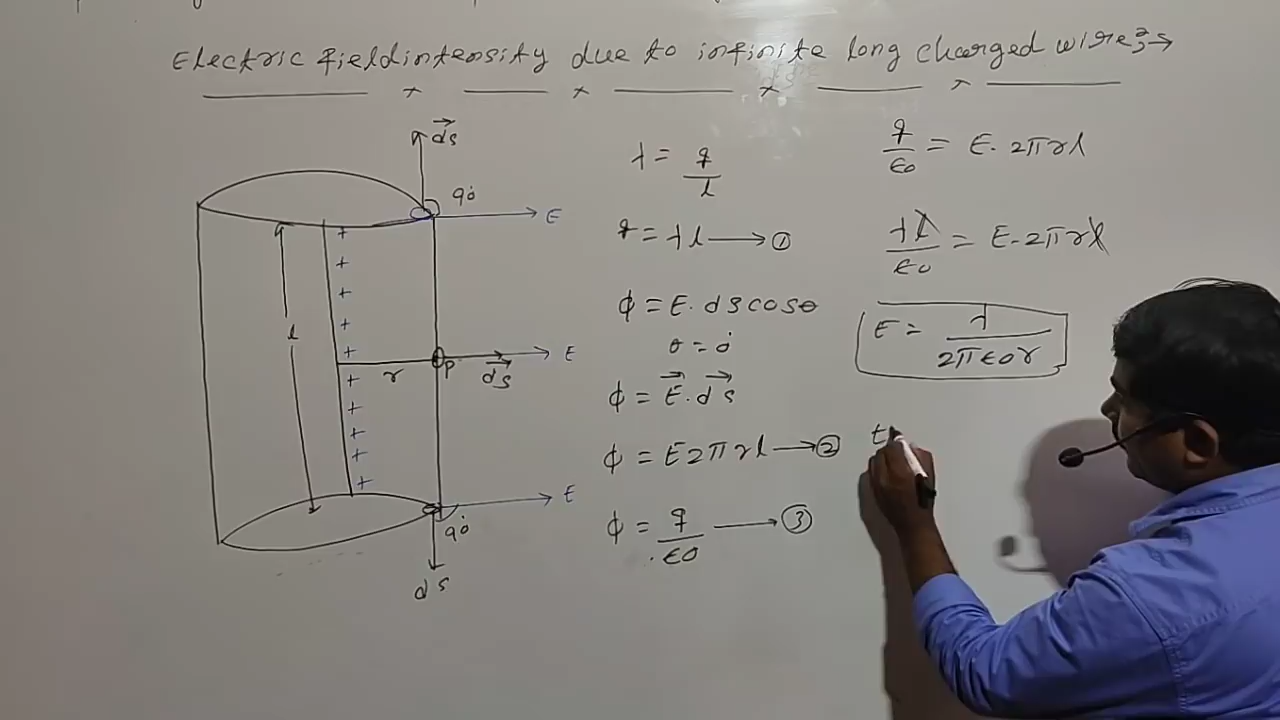 Electric field intensity due to infinite long charged wire:→
ds
90°
E
+
+
+
+
+
l
r
P
ds
E
+
+
+
+
+
E
90°
ds
λ = q/l
q = λl ⟶ ①
ϕ = E. ds cosθ
θ = 0°
ϕ = E. ds
ϕ = E 2πrl ⟶ ②
ϕ = q/ε0 ⟶ ③
q/ε0 = E. 2πrl
λl/ε0 = E. 2πrl
E = λ/2πε0r
t